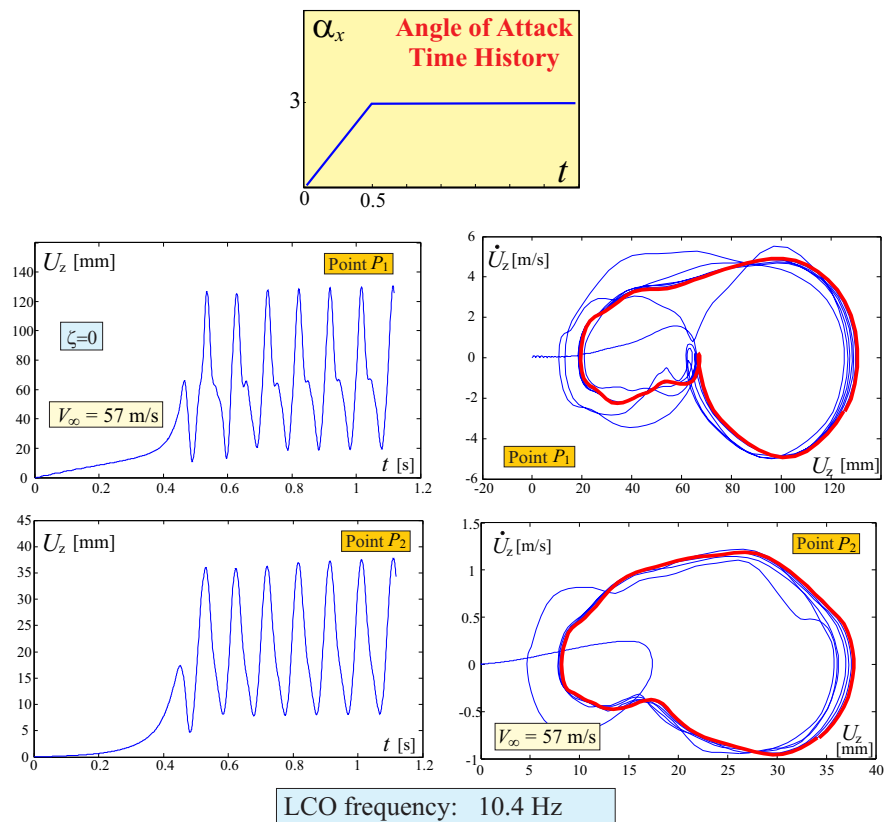 αx
Angle of Attack
Time History
3
t
0
0.5
Uz [mm]
Point P1
140
120
100
80
60
40
20
0
ζ=0
V∞ = 57 m/s
t [s]
0 0.2 0.4 0.6 0.8 1 1.2
U̇z[m/s]
6
4
2
0
-2
-4
-6
Point P1
Uz [mm]
-20 0 20 40 60 80 100 120
Uz [mm]
Point P2
45
40
35
30
25
20
15
10
5
0
t [s]
0 0.2 0.4 0.6 0.8 1 1.2
U̇z[m/s]
Point P2
1.5
1
0.5
0
-0.5
-1
V∞ = 57 m/s
Uz
[mm]
0 5 10 15 20 25 30 35 40
LCO frequency: 10.4 Hz